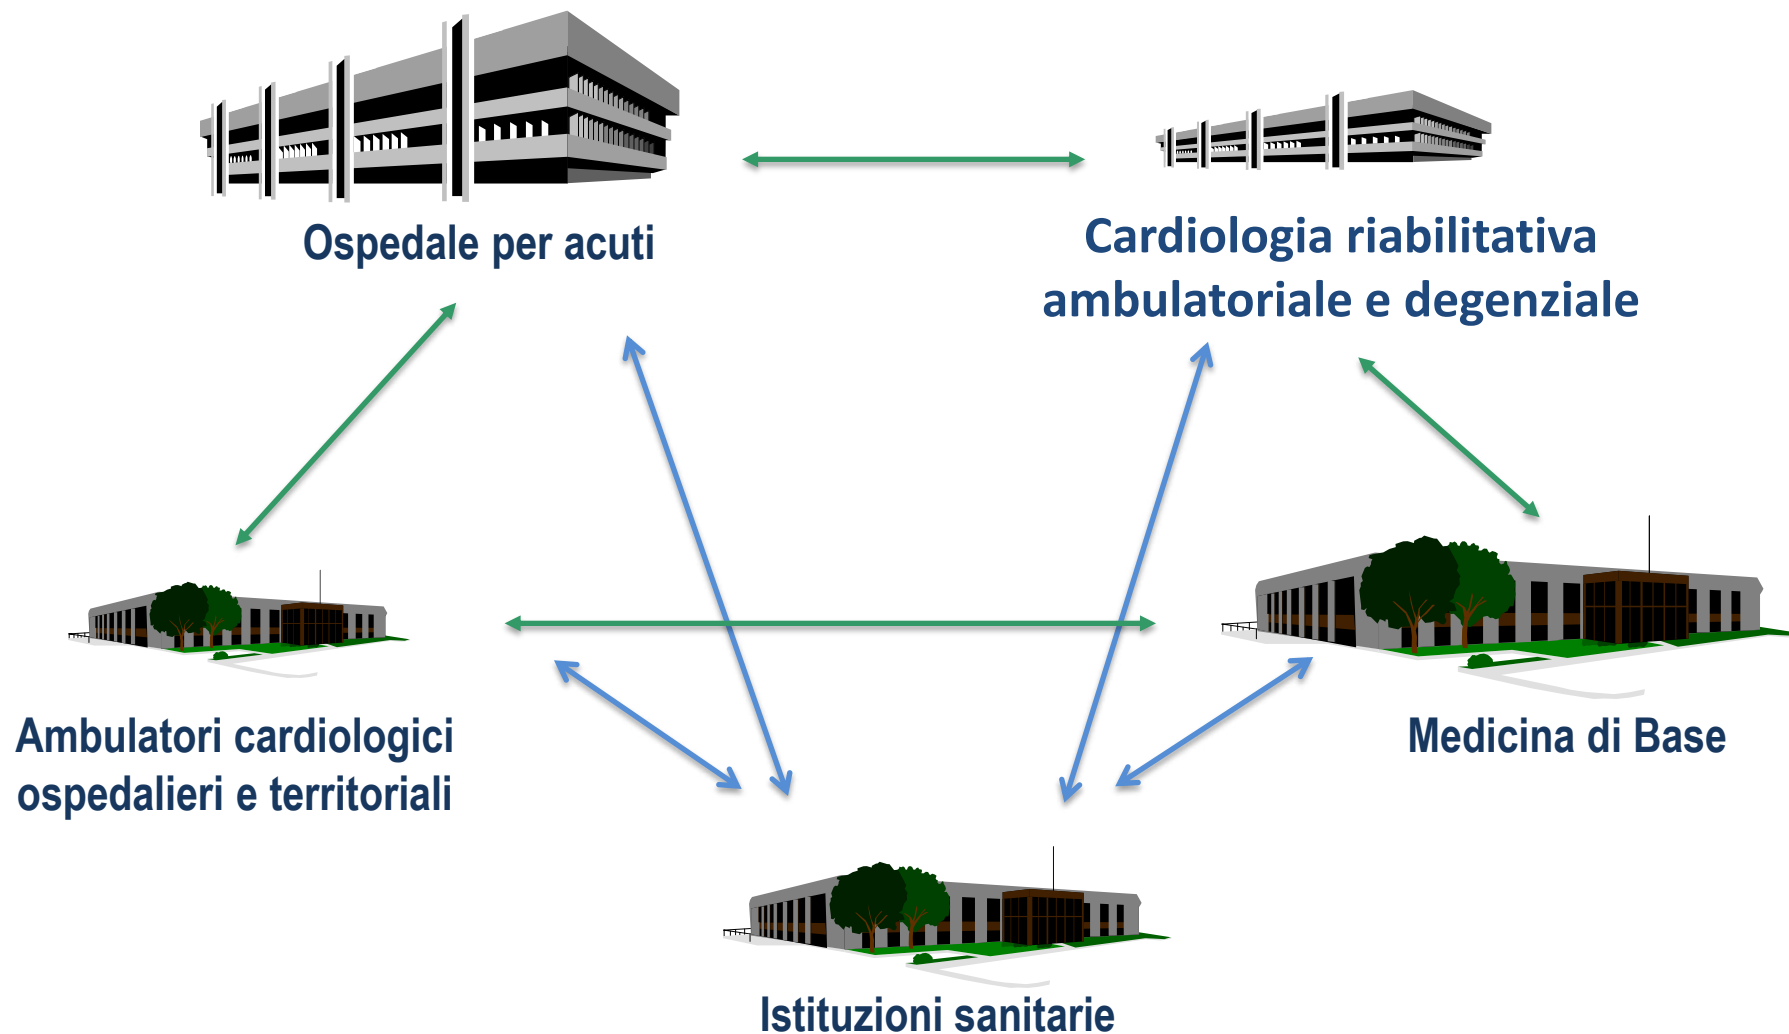 Ospedale per acuti
Cardiologia riabilitativa
ambulatoriale e degenziale
Ambulatori cardiologici
ospedalieri e territoriali
Medicina di Base
Istituzioni sanitarie